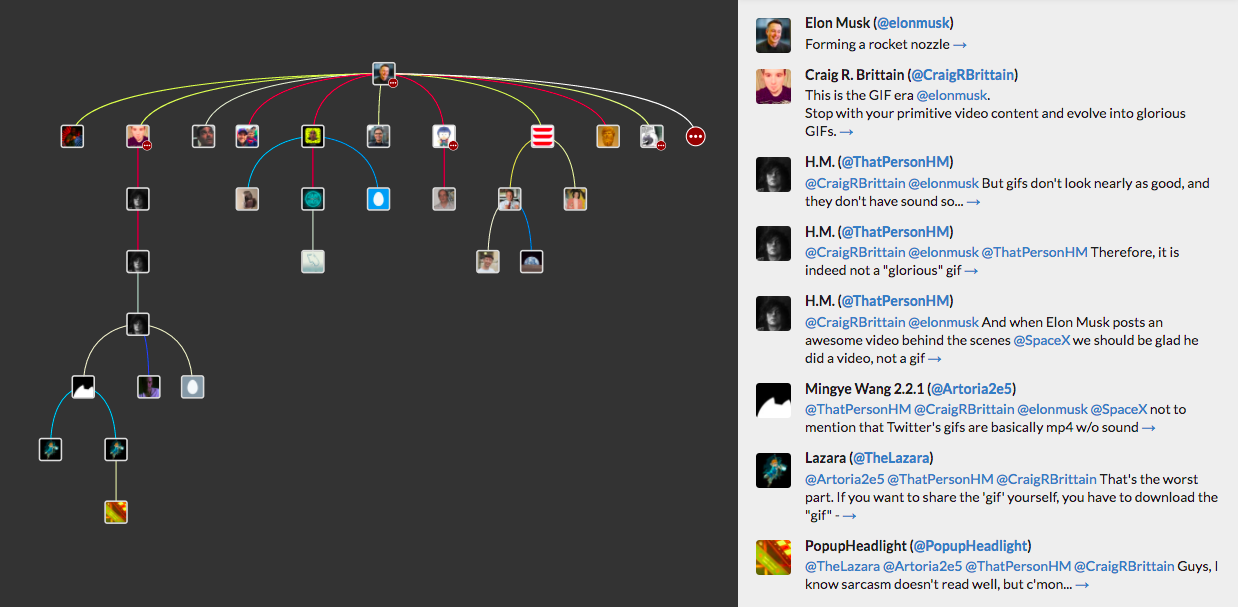 Elon Musk (@elonmusk)
Forming a rocket nozzle →
Craig R. Brittain (@CraigRBrittain)
This is the GIF era @elonmusk.
Stop with your primitive video content and evolve into glorious
GIFs. →
H.M. (@ThatPersonHM)
@CraigRBrittain @elonmusk But gifs don't look nearly as good, and
they don't have sound so... →
H.M. (@ThatPersonHM)
@CraigRBrittain @elonmusk @ThatPersonHM Therefore, it is
indeed not a "glorious" gif →
H.M. (@ThatPersonHM)
@CraigRBrittain @elonmusk And when Elon Musk posts an
awesome video behind the scenes @SpaceX we should be glad he
did a video, not a gif →
Mingye Wang 2.2.1 (@Artoria2e5)
@ThatPersonHM @CraigRBrittain @elonmusk @SpaceX not to
mention that Twitter's gifs are basically mp4 w/o sound →
Lazara (@TheLazara)
@Artoria2e5 @ThatPersonHM @CraigRBrittain That's the worst
part. If you want to share the 'gif' yourself, you have to download the
"gif" - →
PopupHeadlight (@PopupHeadlight)
@TheLazara @Artoria2e5 @ThatPersonHM @CraigRBrittain Guys, I
know sarcasm doesn't read well, but c'mon... →